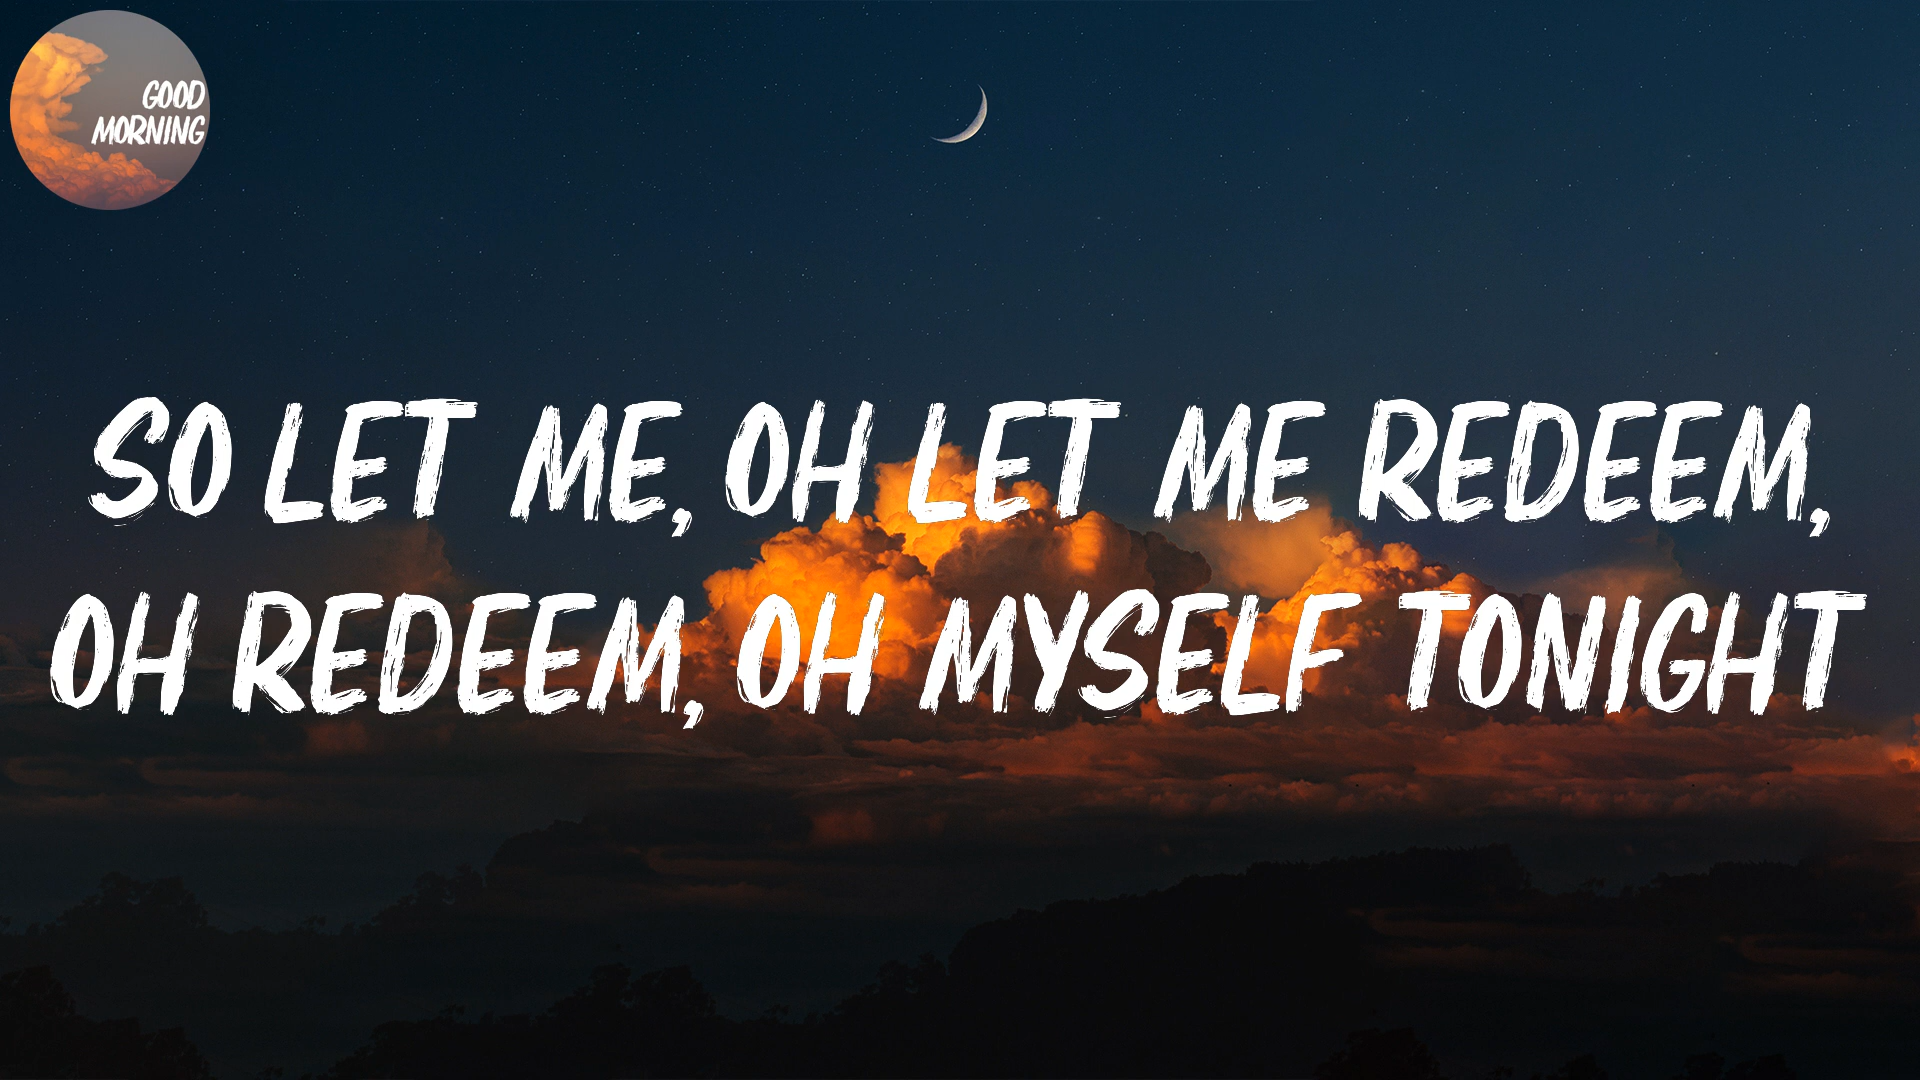 GOOD
MORNING
SO LET ME, OH LET ME REDEEM,
OH REDEEM, OH MYSELF TONIGHT